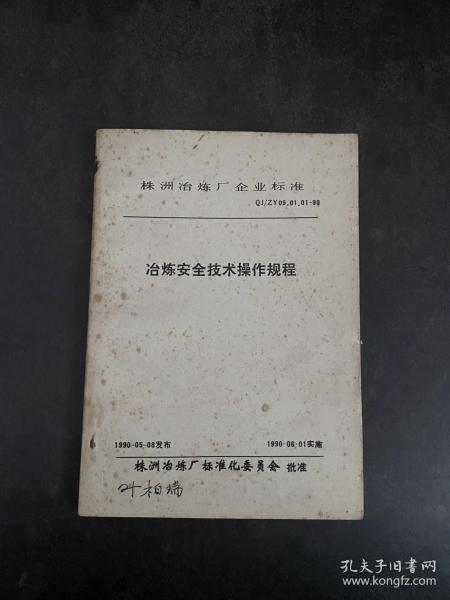 株洲冶炼厂企业标准
QJ/ZY09.01.01-90
冶炼安全技术操作规程
1990-05-08发布 1990-06-01实施
株洲冶炼厂标准化委员会 批准
叶柏瑞
孔夫子旧书网
www.kongfz.com